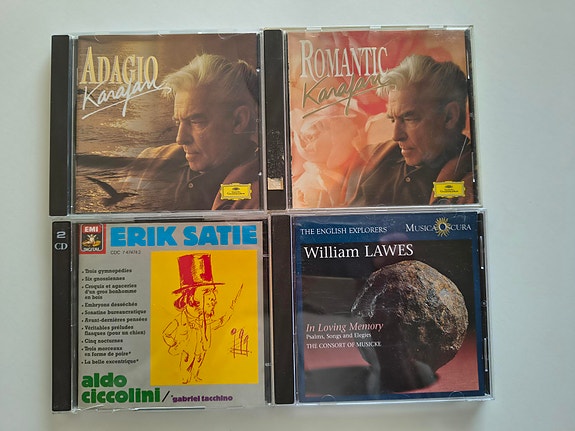 ADAGIO
Karajan
ROMANTIC
Karajan
2
CD
EMI
DIGITAL
ERIK SATIE
• Trois gymnopédies
• Six gnossiennes
• Croquis et agaceries
d'un gros bonhomme
en bois
• Embryons desséchés
• Sonatine bureaucratique
• Avant-dernières pensées
• Véritables préludes
flasques (pour un chien)
• Cinq nocturnes
• Trois morceaux
en forme de poire*
• La belle excentrique*
aldo
ciccolini/
*gabriel tacchino
THE ENGLISH EXPLORERS
MUSICA OSCURA
William LAWES
In Loving Memory
Psalms, Songs and Elegies
THE CONSORT OF MUSICKE